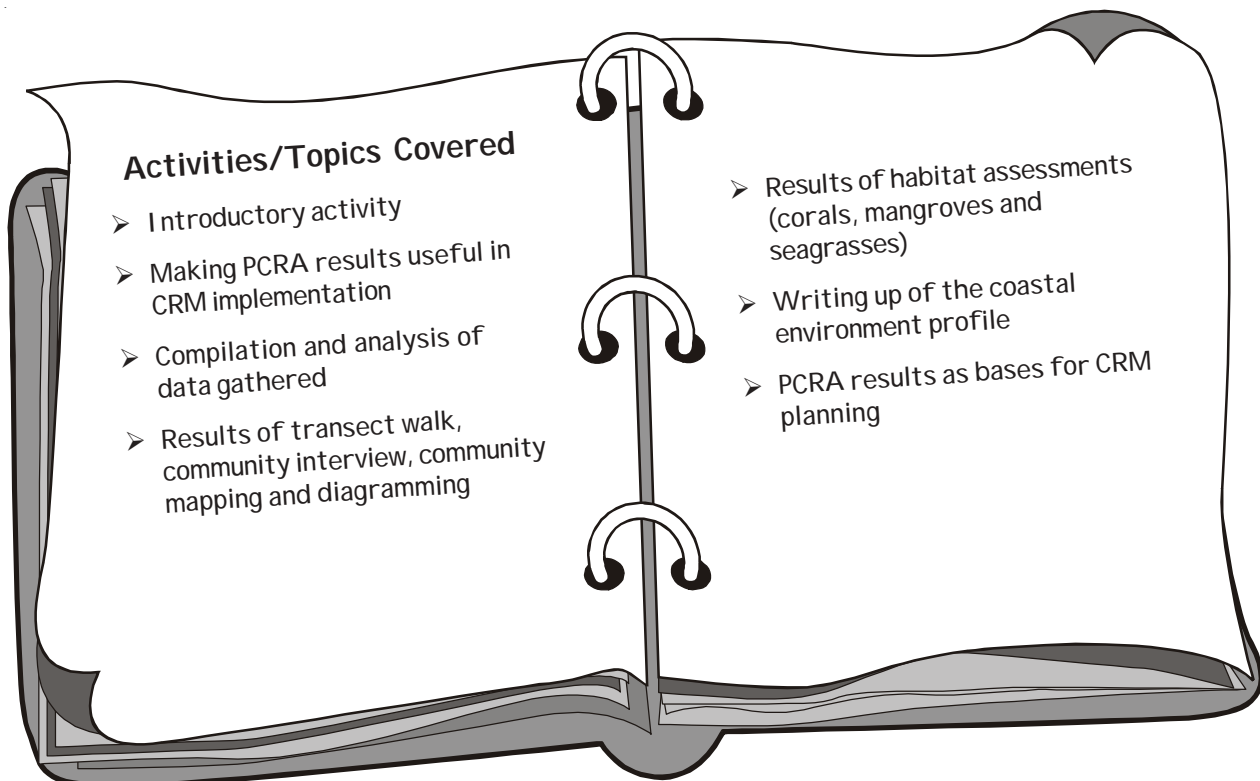 Activities/Topics Covered
➢ Introductory activity
➢ Making PCRA results useful in
CRM implementation
➢ Compilation and analysis of
data gathered
➢ Results of transect walk,
community interview, community
mapping and diagramming
➢ Results of habitat assessments
(corals, mangroves and
seagrasses)
➢ Writing up of the coastal
environment profile
➢ PCRA results as bases for CRM
planning